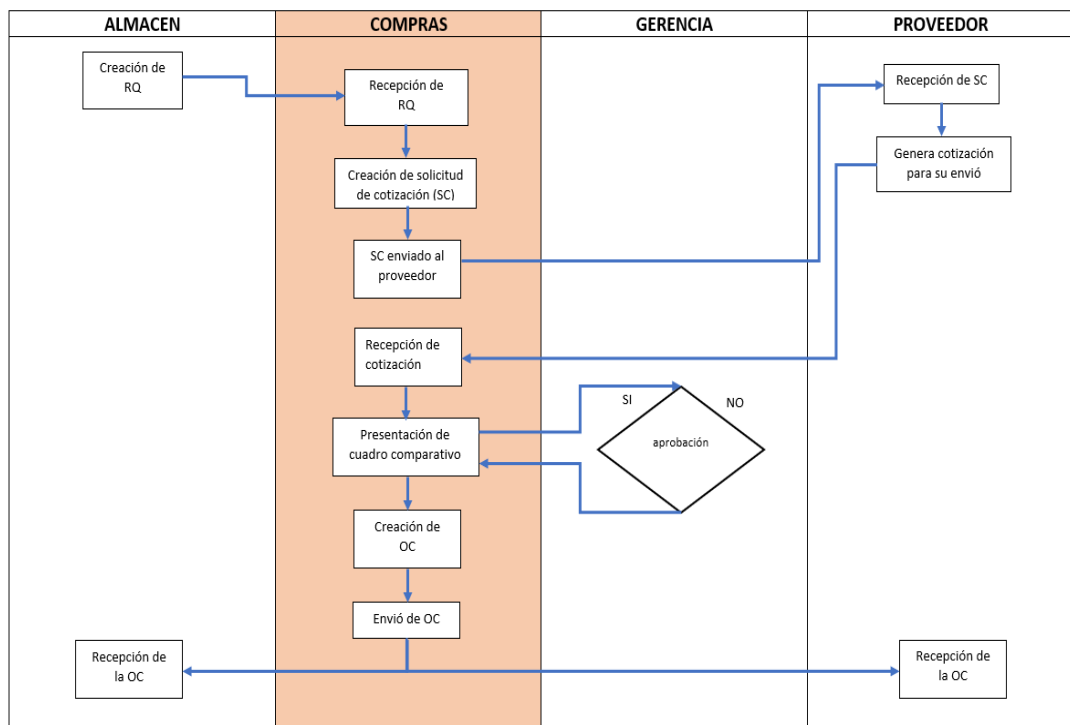 ALMACEN
COMPRAS
GERENCIA
PROVEEDOR
Creación de
RQ
Recepción de
RQ
Recepción de SC
Genera cotización
para su envió
Creación de solicitud
de cotización (SC)
SC enviado al
proveedor
Recepción de
cotización
SI
NO
aprobación
Presentación de
cuadro comparativo
Creación de
OC
Envió de OC
Recepción de
la OC
Recepción de
la OC